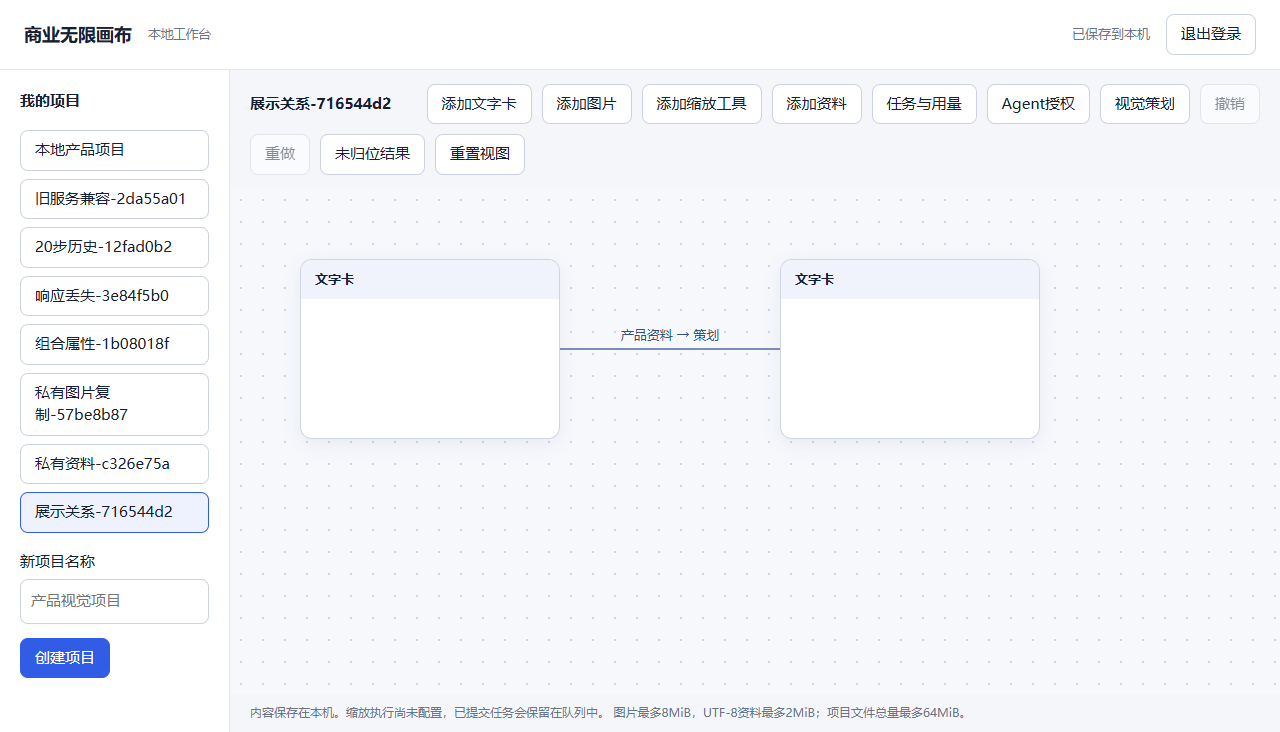 商业无限画布 本地工作台 已保存到本机 退出登录
我的项目
本地产品项目
旧服务兼容-2da55a01
20步历史-12fad0b2
响应丢失-3e84f5b0
组合属性-1b08018f
私有图片复
制-57be8b87
私有资料-c326e75a
展示关系-716544d2
新项目名称
产品视觉项目
创建项目
展示关系-716544d2 添加文字卡 添加图片 添加缩放工具 添加资料 任务与用量 Agent授权 视觉策划 撤销
重做 未归位结果 重置视图
文字卡 文字卡
产品资料 → 策划
内容保存在本机。缩放执行尚未配置，已提交任务会保留在队列中。 图片最多8MiB，UTF-8资料最多2MiB；项目文件总量最多64MiB。